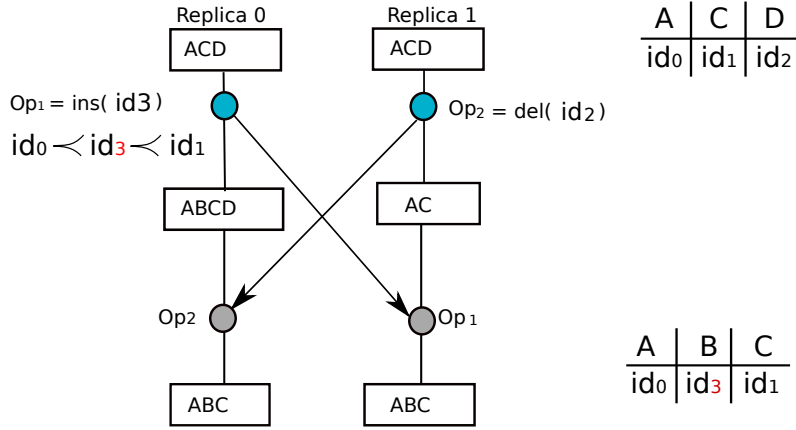 Replica 0
Replica 1
A C D
id0 id1 id2
ACD
ACD
Op1 = ins( id3 )
Op2 = del( id2 )
id0 ≺ id3 ≺ id1
ABCD
AC
Op2
Op1
A B C
id0 id3 id1
ABC
ABC